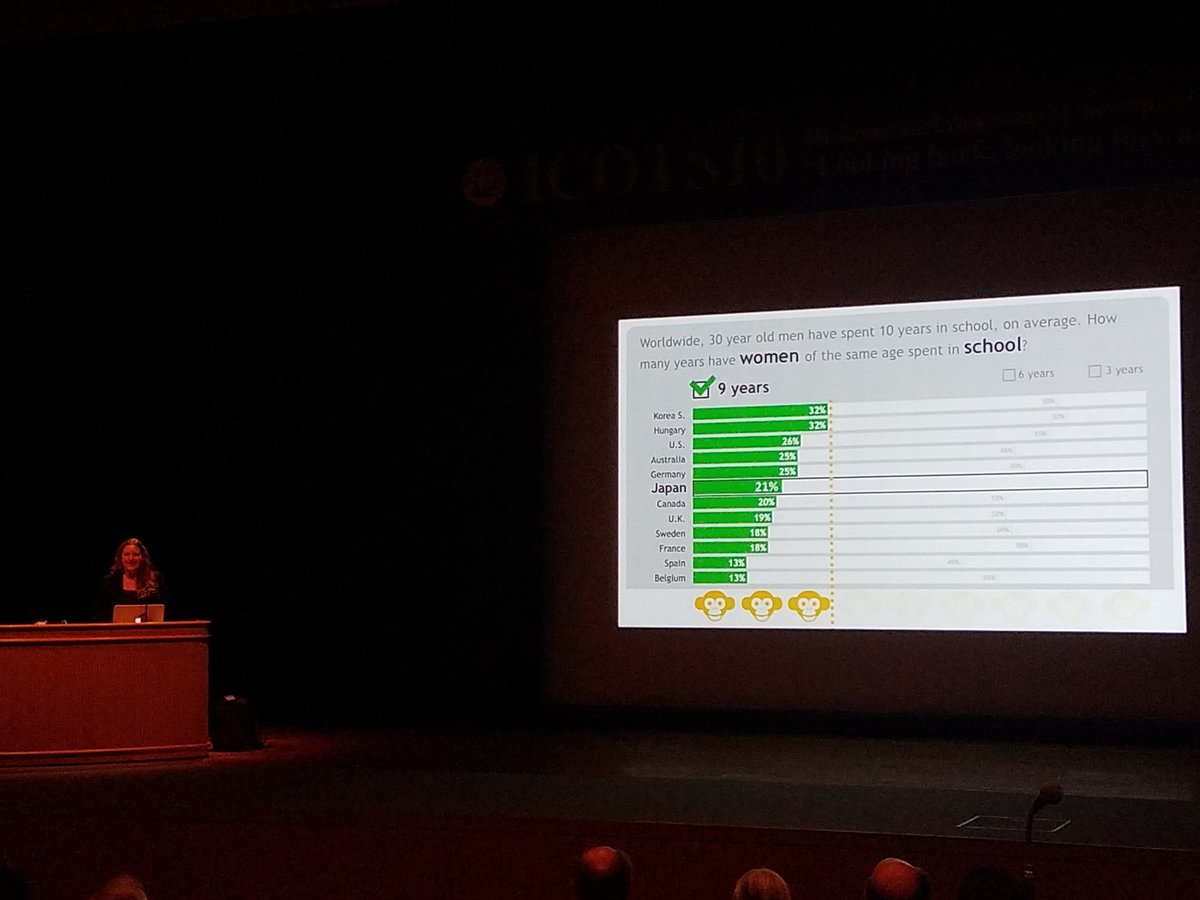 ICOTS10
Worldwide, 30 year old men have spent 10 years in school, on average. How
many years have women of the same age spent in school?
9 years
6 years
3 years
Korea S. 32%
Hungary 32%
U.S. 26%
Australia 25%
Germany 25%
Japan 21%
Canada 20%
U.K. 19%
Sweden 18%
France 18%
Spain 13%
Belgium 13%